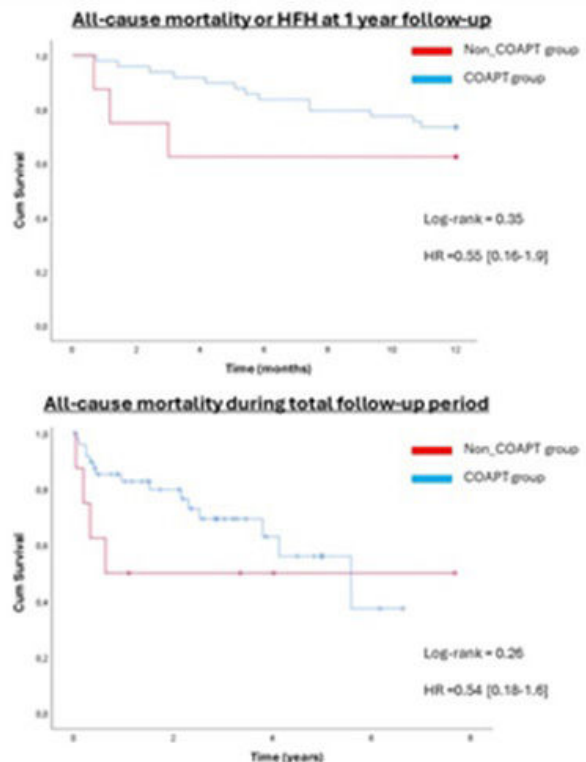 All-cause mortality or HFH at 1 year follow-up
Non_COAPT group
COAPT group
1,0
0,8
0,6
0,4
0,2
0,0
Cum Survival
Log-rank = 0.35
HR =0.55 [0.16-1.9]
0 2 4 6 8 10 12
Time (months)
All-cause mortality during total follow-up period
Non_COAPT group
COAPT group
1,0
0,8
0,6
0,4
0,2
0,0
Cum Survival
Log-rank = 0.26
HR =0.54 [0.18-1.6]
0 2 4 6 8
Time (years)